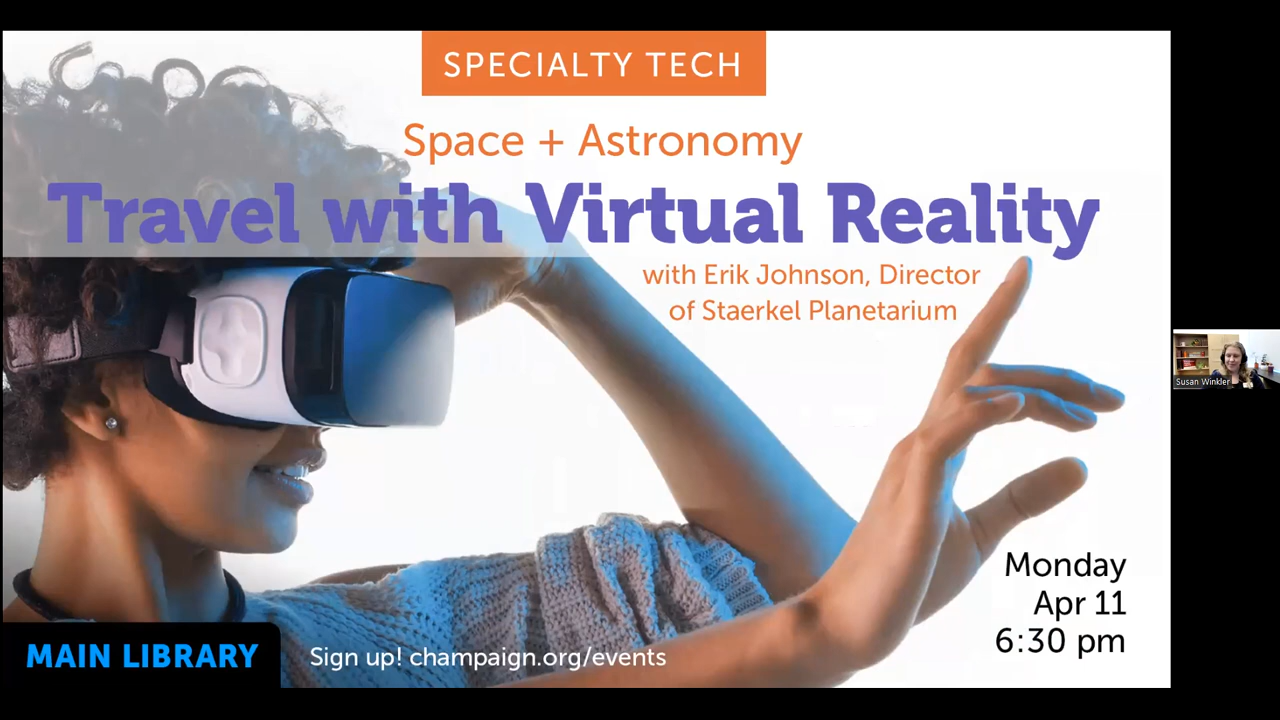 SPECIALTY TECH
Space + Astronomy
Travel with Virtual Reality
with Erik Johnson, Director
of Staerkel Planetarium
Susan Winkler
Monday
Apr 11
6:30 pm
MAIN LIBRARY
Sign up! champaign.org/events